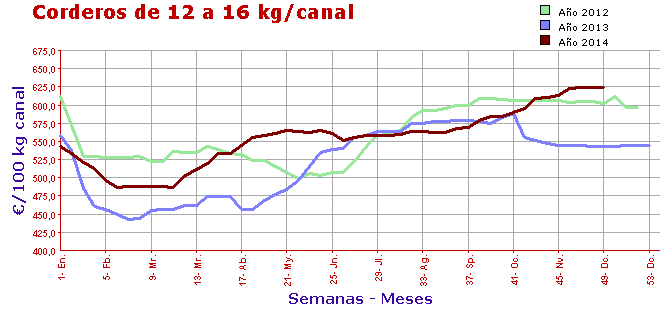 Corderos de 12 a 16 kg/canal
Año 2012
Año 2013
Año 2014
€/100 kg canal
675,0
650,0
625,0
600,0
575,0
550,0
525,0
500,0
475,0
450,0
425,0
400,0
1- En.
5- Fb.
9- Mr.
13- Mr.
17- Ab.
21- My.
25- Jn.
29- Jl.
33- Ag.
37- Sp.
41- Oc.
45- Nv.
49- Dc.
53- Dc.
Semanas - Meses